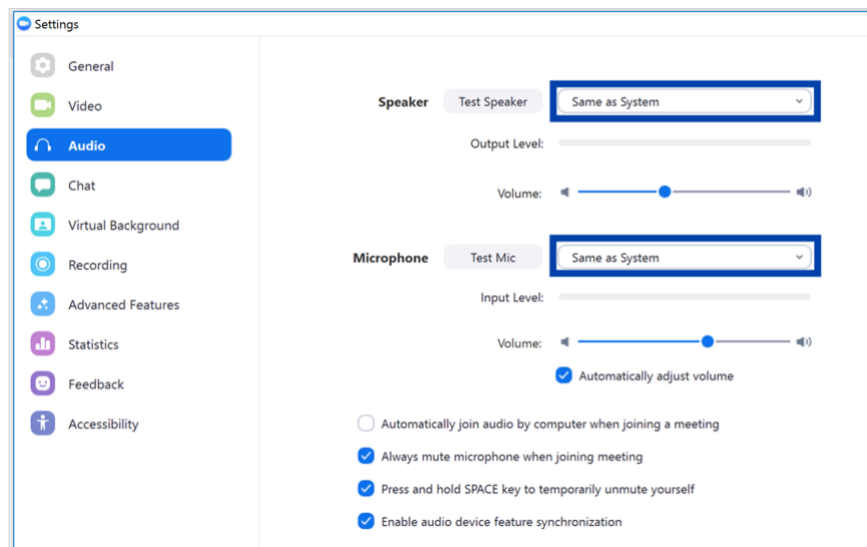 Settings
General
Video
Audio
Chat
Virtual Background
Recording
Advanced Features
Statistics
Feedback
Accessibility
Speaker Test Speaker Same as System
Output Level:
Volume:
Microphone Test Mic Same as System
Input Level:
Volume:
Automatically adjust volume
Automatically join audio by computer when joining a meeting
Always mute microphone when joining meeting
Press and hold SPACE key to temporarily unmute yourself
Enable audio device feature synchronization